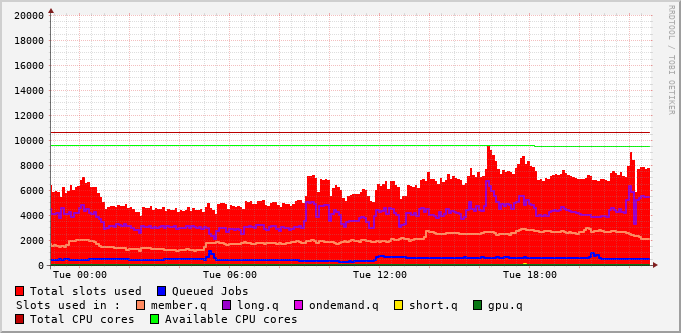 RRDTOOL / TOBI OETIKER
20000
18000
16000
14000
12000
10000
8000
6000
4000
2000
0
Tue 00:00 Tue 06:00 Tue 12:00 Tue 18:00
Total slots used Queued Jobs
Slots used in : member.q long.q ondemand.q short.q gpu.q
Total CPU cores Available CPU cores